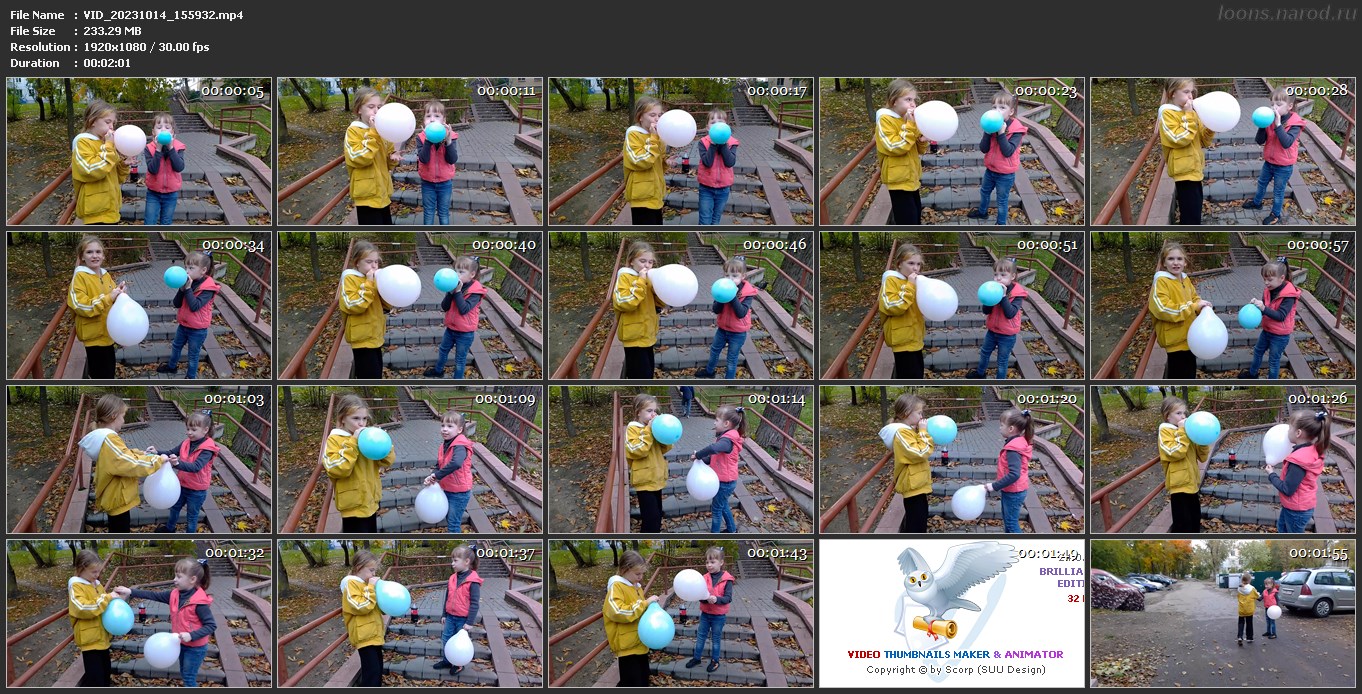 File Name : VID_20231014_155932.mp4
loons.narod.ru
File Size : 233.29 MB
Resolution : 1920x1080 / 30.00 fps
Duration : 00:02:01
00:00:05
00:00:11
00:00:17
00:00:23
00:00:28
00:00:34
00:00:40
00:00:46
00:00:51
00:00:57
00:01:03
00:01:09
00:01:14
00:01:20
00:01:26
00:01:32
00:01:37
00:01:43
00:01:49
00:01:55
BRILLIA
EDITI
32
VIDEO THUMBNAILS MAKER & ANIMATOR
Copyright © by Scorp (SUU Design)